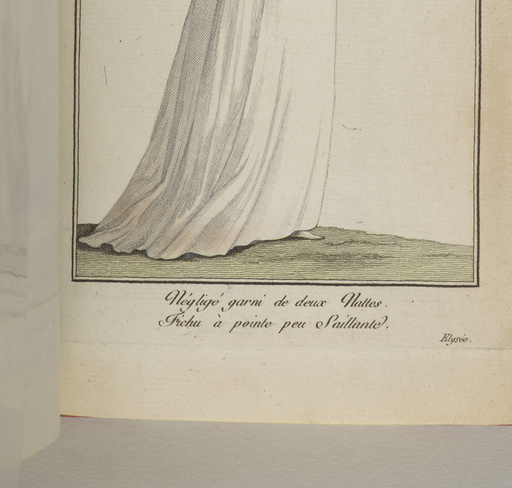 Négligé garni de deux Nattes.
Fichu à pointe peu Saillante.
Elysée.